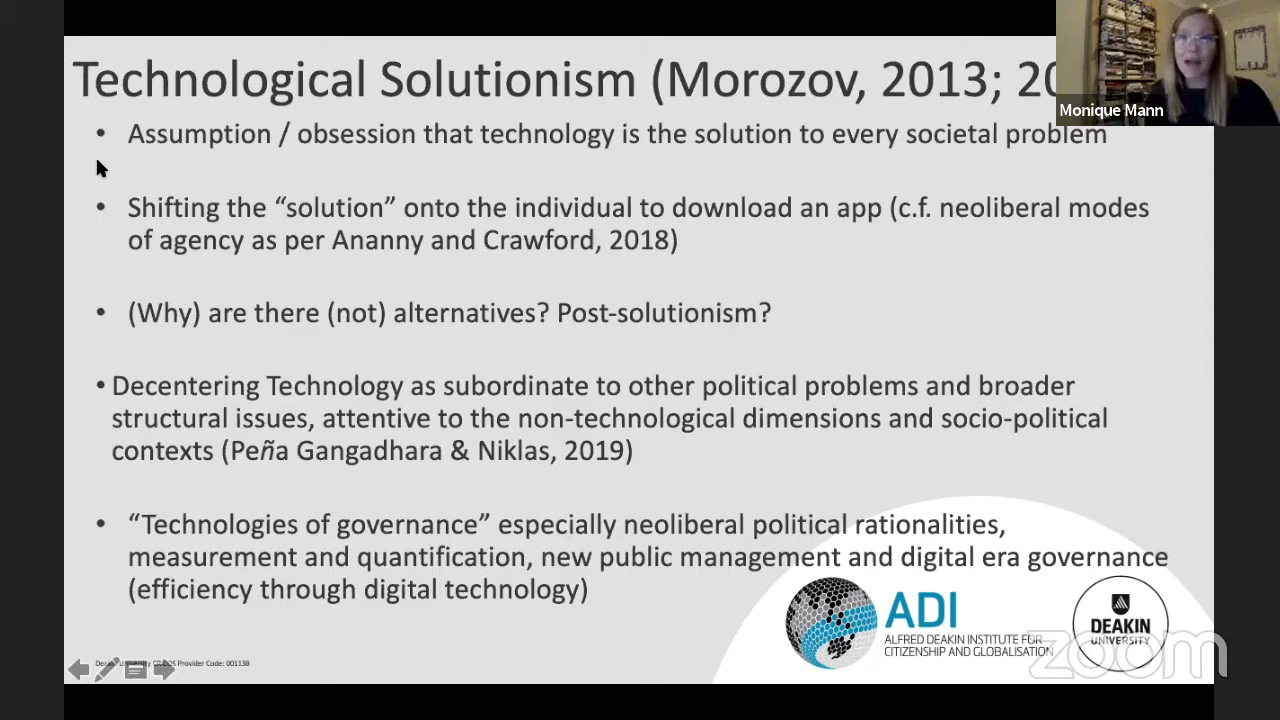 Technological Solutionism (Morozov, 2013; 20
Monique Mann
• Assumption / obsession that technology is the solution to every societal problem
• Shifting the “solution” onto the individual to download an app (c.f. neoliberal modes
of agency as per Ananny and Crawford, 2018)
• (Why) are there (not) alternatives? Post-solutionism?
• Decentering Technology as subordinate to other political problems and broader
structural issues, attentive to the non-technological dimensions and socio-political
contexts (Peña Gangadhara & Niklas, 2019)
• “Technologies of governance” especially neoliberal political rationalities,
measurement and quantification, new public management and digital era governance
(efficiency through digital technology)
ADI
ALFRED DEAKIN INSTITUTE FOR
CITIZENSHIP AND GLOBALISATION
DEAKIN
UNIVERSITY
zoom
University Provider Code: 00113B